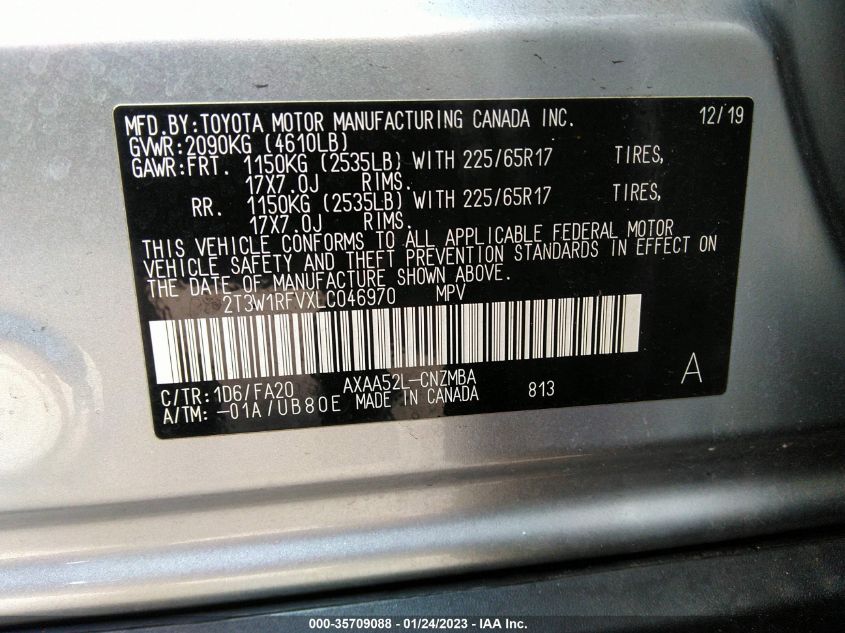 MFD.BY:TOYOTA MOTOR MANUFACTURING CANADA INC. 12/19
GVWR:2090KG (4610LB)
GAWR:FRT. 1150KG (2535LB) WITH 225/65R17 TIRES,
17X7.0J RIMS.
RR. 1150KG (2535LB) WITH 225/65R17 TIRES,
17X7.0J RIMS.
THIS VEHICLE CONFORMS TO ALL APPLICABLE FEDERAL MOTOR
VEHICLE SAFETY AND THEFT PREVENTION STANDARDS IN EFFECT ON
THE DATE OF MANUFACTURE SHOWN ABOVE.
2T3W1RFVXLC046970 MPV
C/TR:1D6/FA20 AXAA52L-CNZMBA A
A/TM:-01A/UB80E MADE IN CANADA 813
000-35709088 - 01/24/2023 - IAA Inc.